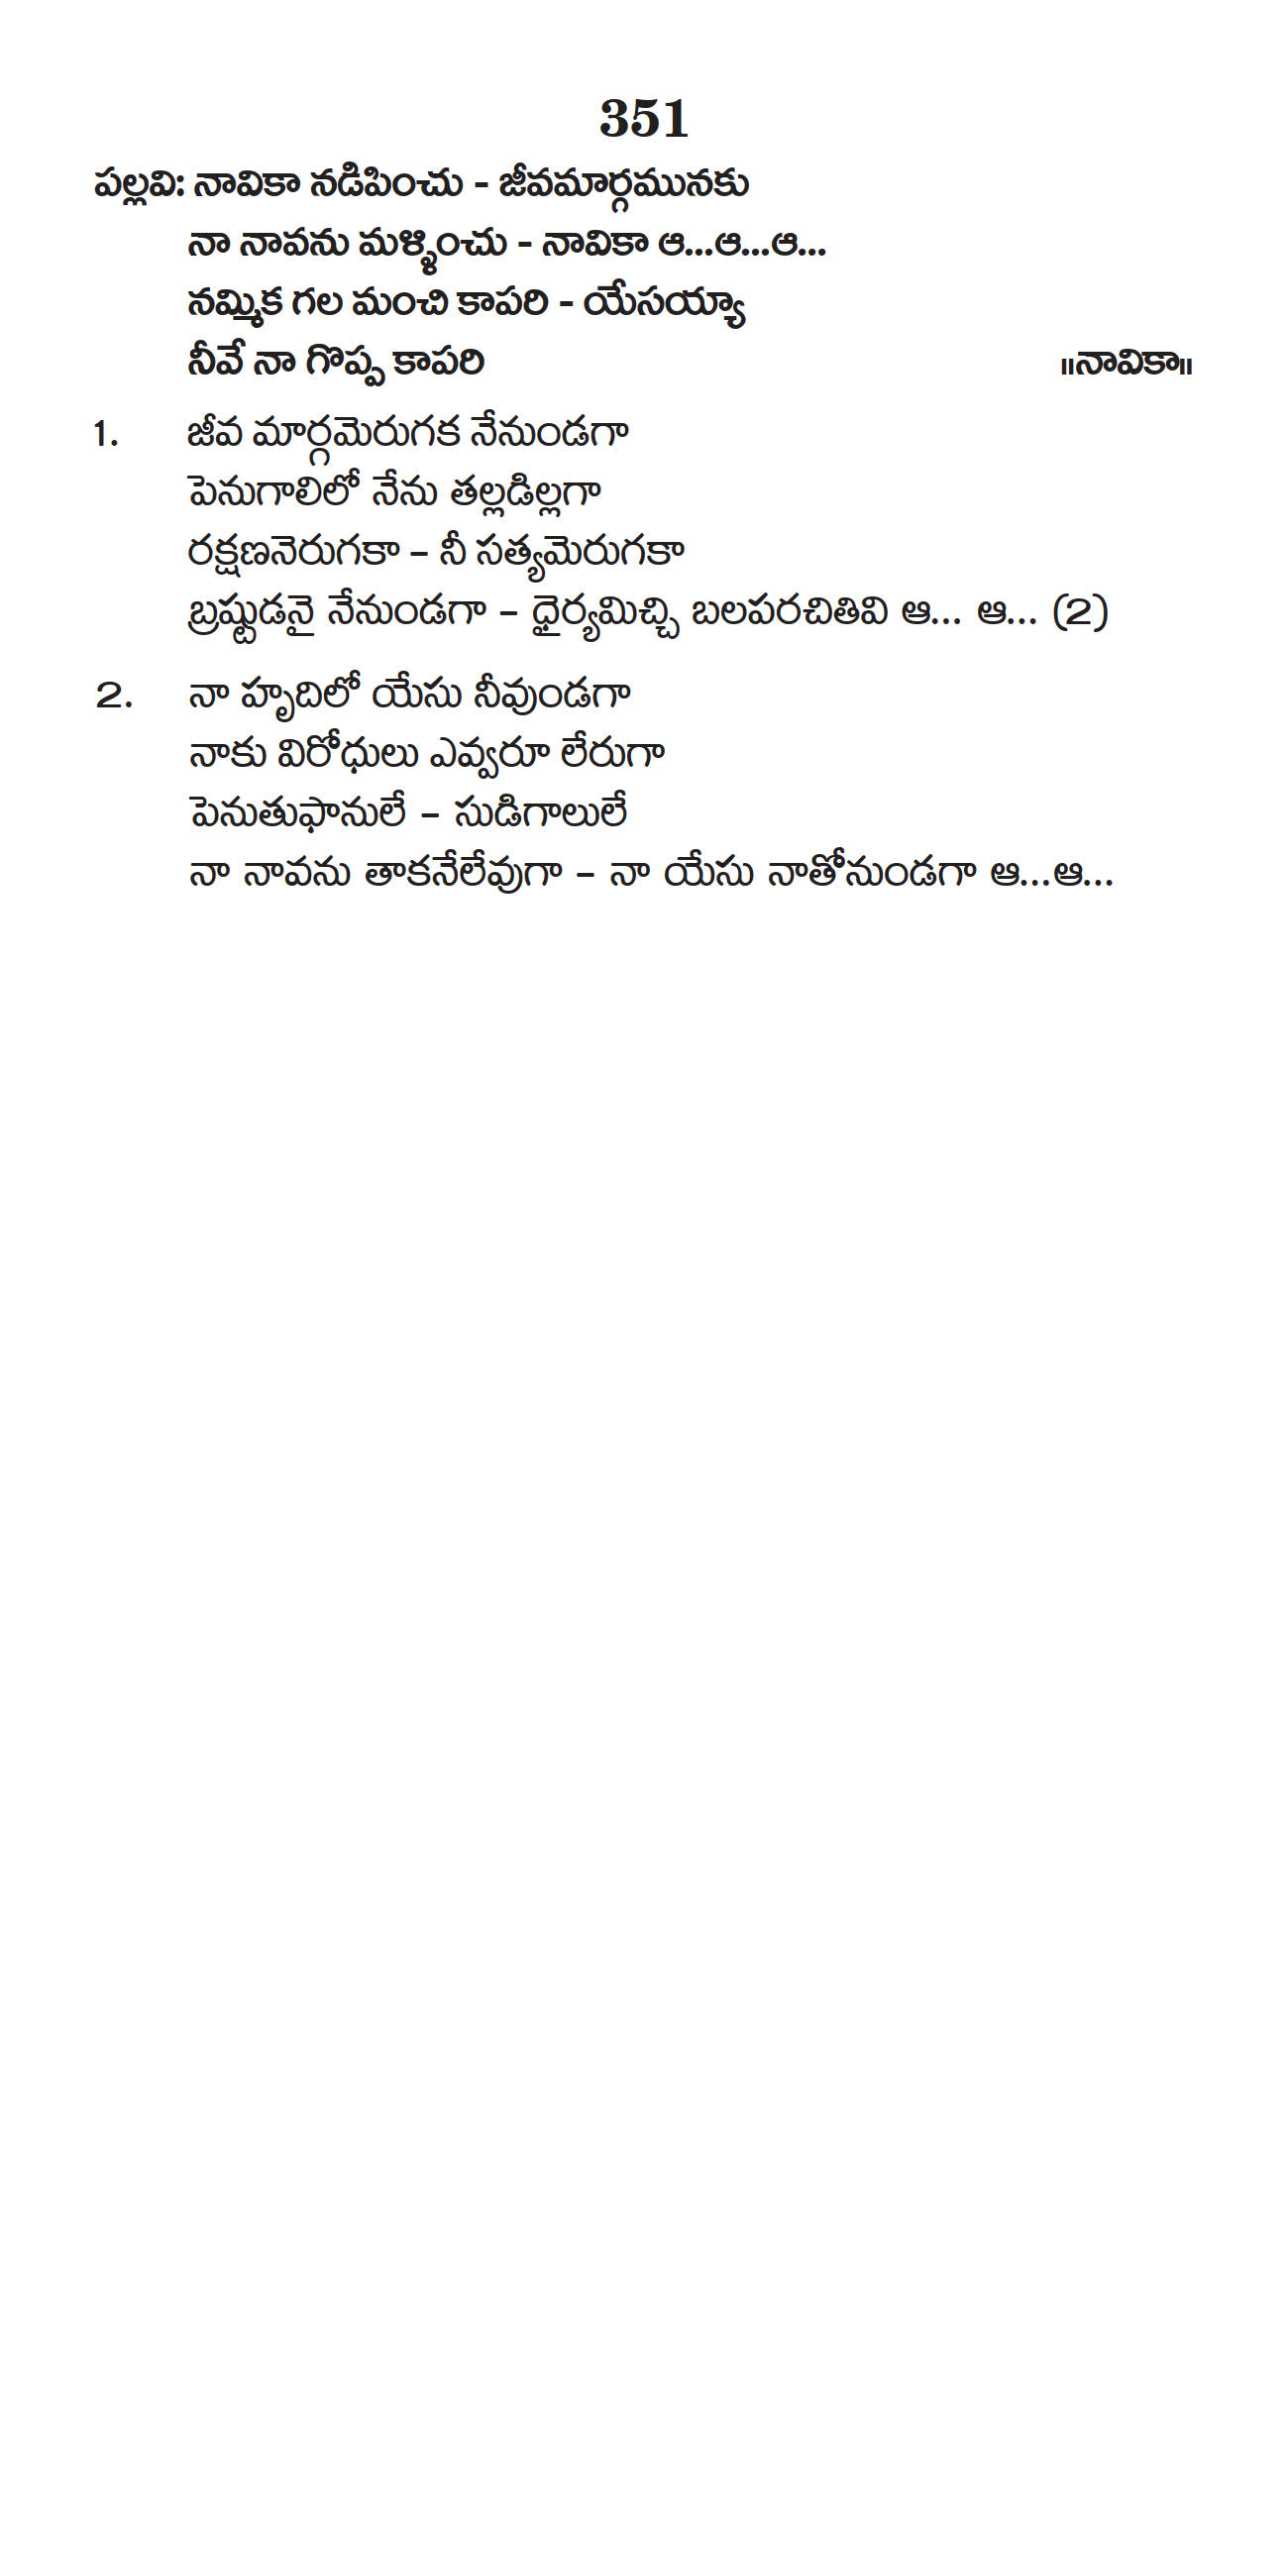 351
పల్లవి: నావికా నడిపించు - జీవమార్గమునకు
నా నావను మళ్ళించు - నావికా ఆ...ఆ...ఆ...
నమ్మిక గల మంచి కాపరి - యేసయ్యా
నీవే నా గొప్ప కాపరి ॥నావికా॥
1. జీవ మార్గమెరుగక నేనుండగా
పెనుగాలిలో నేను తల్లడిల్లగా
రక్షణనెరుగకా – నీ సత్యమెరుగకా
బ్రష్టుడనై నేనుండగా – ధైర్యమిచ్చి బలపరచితివి ఆ... ఆ... (2)
2. నా హృదిలో యేసు నీవుండగా
నాకు విరోధులు ఎవ్వరూ లేరుగా
పెనుతుఫానులే – సుడిగాలులే
నా నావను తాకనేలేవుగా – నా యేసు నాతోనుండగా ఆ...ఆ...